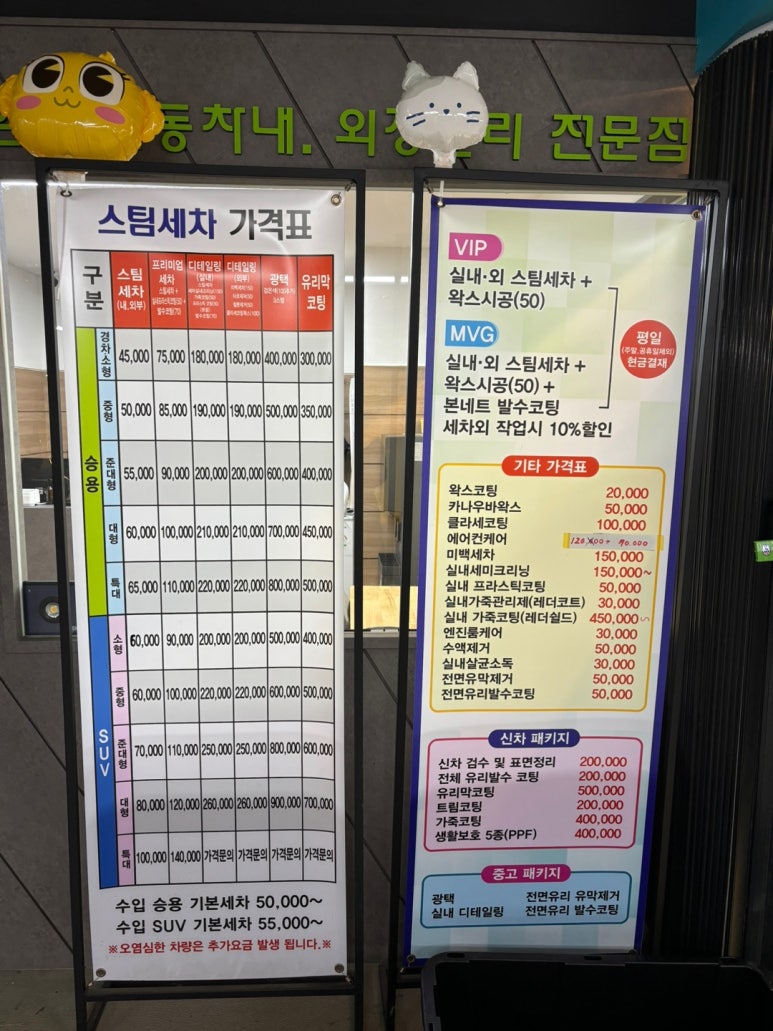 동차내. 외장관리 전문점
스팀세차 가격표
구분 스팀세차(내.외부) 프리미엄 세차 디테일링(실내) 디테일링(외부) 광택 유리막코팅
승용
경차소형 45,000 75,000 180,000 180,000 400,000 300,000
중형 50,000 85,000 190,000 190,000 500,000 350,000
준대형 55,000 90,000 200,000 200,000 600,000 400,000
대형 60,000 100,000 210,000 210,000 700,000 450,000
특대 65,000 110,000 220,000 220,000 800,000 500,000
SUV
소형 60,000 90,000 200,000 200,000 500,000 400,000
중형 60,000 100,000 220,000 220,000 600,000 500,000
준대형 70,000 110,000 250,000 250,000 800,000 600,000
대형 80,000 120,000 260,000 260,000 900,000 700,000
특대 100,000 140,000 가격문의 가격문의 가격문의 가격문의
수입 승용 기본세차 50,000~
수입 SUV 기본세차 55,000~
※오염심한 차량은 추가요금 발생 됩니다.※
VIP
실내·외 스팀세차 +
왁스시공(50)
MVG
실내·외 스팀세차 +
왁스시공(50) +
본네트 발수코팅
세차외 작업시 10%할인
평일
(주말,공휴일제외)
현금결재
기타 가격표
왁스코팅 20,000
카나우바왁스 50,000
클라세코팅 100,000
에어컨케어
미백세차 150,000
실내세미크리닝 150,000~
실내 프라스틱코팅 50,000
실내가죽관리제(레더코트) 30,000
실내 가죽코팅(레더쉴드) 450,000~
엔진룸케어 30,000
수액제거 50,000
실내살균소독 30,000
전면유막제거 50,000
전면유리발수코팅 50,000
신차 패키지
신차 검수 및 표면정리 200,000
전체 유리발수 코팅 200,000
유리막코팅 500,000
트림코팅 200,000
가죽코팅 400,000
생활보호 5종(PPF) 400,000
중고 패키지
광택 전면유리 유막제거
실내 디테일링 전면유리 발수코팅